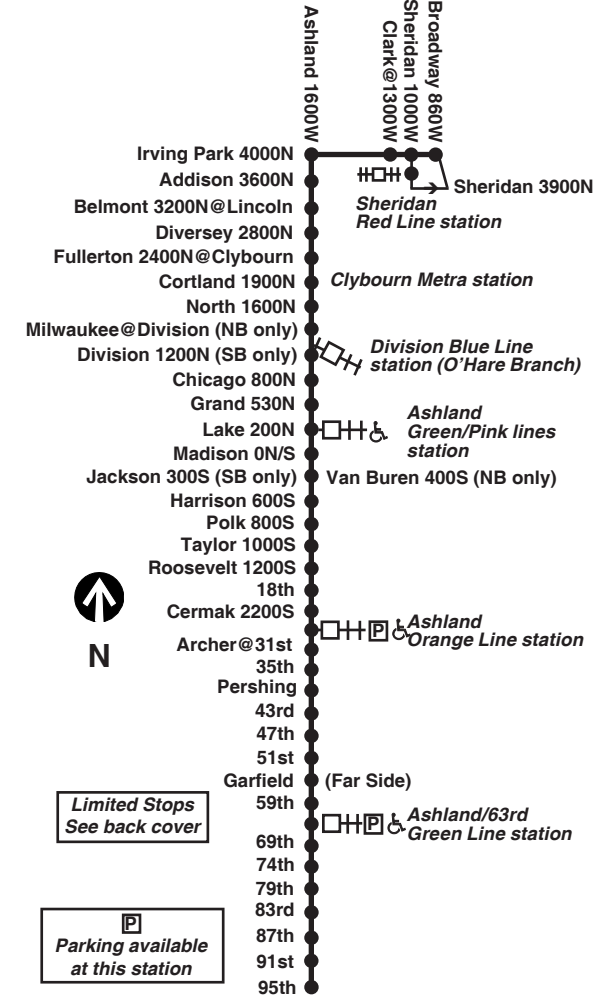 Ashland 1600W
Clark@1300W
Sheridan 1000W
Broadway 860W
Irving Park 4000N
Addison 3600N
Sheridan 3900N
Sheridan
Red Line station
Belmont 3200N@Lincoln
Diversey 2800N
Fullerton 2400N@Clybourn
Cortland 1900N
Clybourn Metra station
North 1600N
Milwaukee@Division (NB only)
Division 1200N (SB only)
Division Blue Line
station (O'Hare Branch)
Chicago 800N
Grand 530N
Lake 200N
Ashland
Green/Pink lines
station
Madison 0N/S
Jackson 300S (SB only)
Van Buren 400S (NB only)
Harrison 600S
Polk 800S
Taylor 1000S
Roosevelt 1200S
18th
Cermak 2200S
N
P
Ashland
Orange Line station
Archer@31st
35th
Pershing
43rd
47th
51st
Garfield
(Far Side)
59th
Limited Stops
See back cover
P
Ashland/63rd
Green Line station
69th
74th
79th
83rd
87th
91st
95th
P
Parking available
at this station